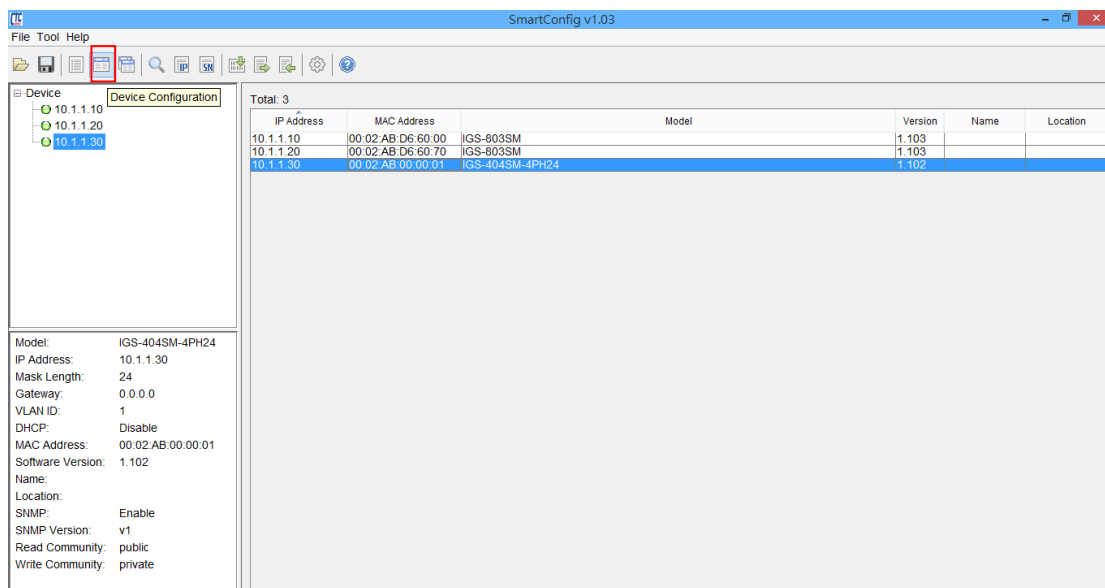 CTC
SmartConfig v1.03
File Tool Help
IP SN
Device
Device Configuration
10.1.1.10
10.1.1.20
10.1.1.30
Total: 3
IP Address MAC Address Model Version Name Location
10.1.1.10 00:02:AB:D6:60:00 IGS-803SM 1.103
10.1.1.20 00:02:AB:D6:60:70 IGS-803SM 1.103
10.1.1.30 00:02:AB:00:00:01 IGS-404SM-4PH24 1.102
Model: IGS-404SM-4PH24
IP Address: 10.1.1.30
Mask Length: 24
Gateway: 0.0.0.0
VLAN ID: 1
DHCP: Disable
MAC Address: 00:02:AB:00:00:01
Software Version: 1.102
Name:
Location:
SNMP: Enable
SNMP Version: v1
Read Community: public
Write Community: private